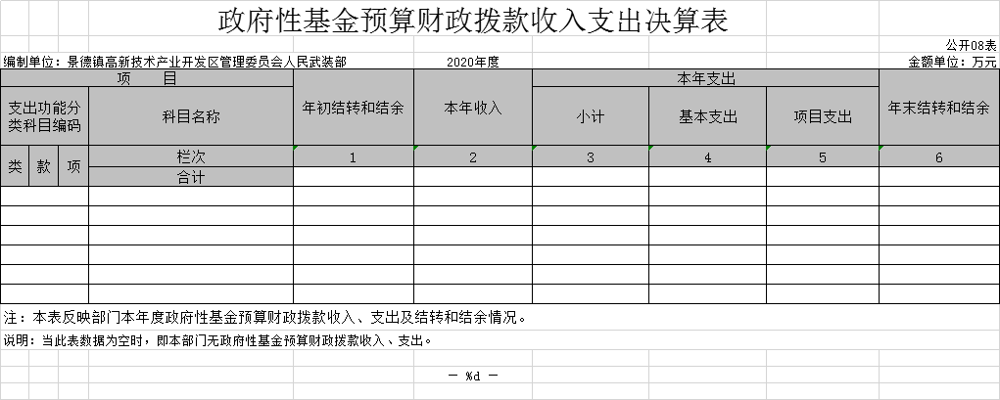 政府性基金预算财政拨款收入支出决算表
公开08表
编制单位：景德镇高新技术产业开发区管理委员会人民武装部 2020年度 金额单位：万元
项 目 年初结转和结余 本年收入 本年支出 年末结转和结余
支出功能分类科目编码 科目名称 小计 基本支出 项目支出
类 款 项 栏次 1 2 3 4 5 6
合计
注：本表反映部门本年度政府性基金预算财政拨款收入、支出及结转和结余情况。
说明：当此表数据为空时，即本部门无政府性基金预算财政拨款收入、支出。
— %d —